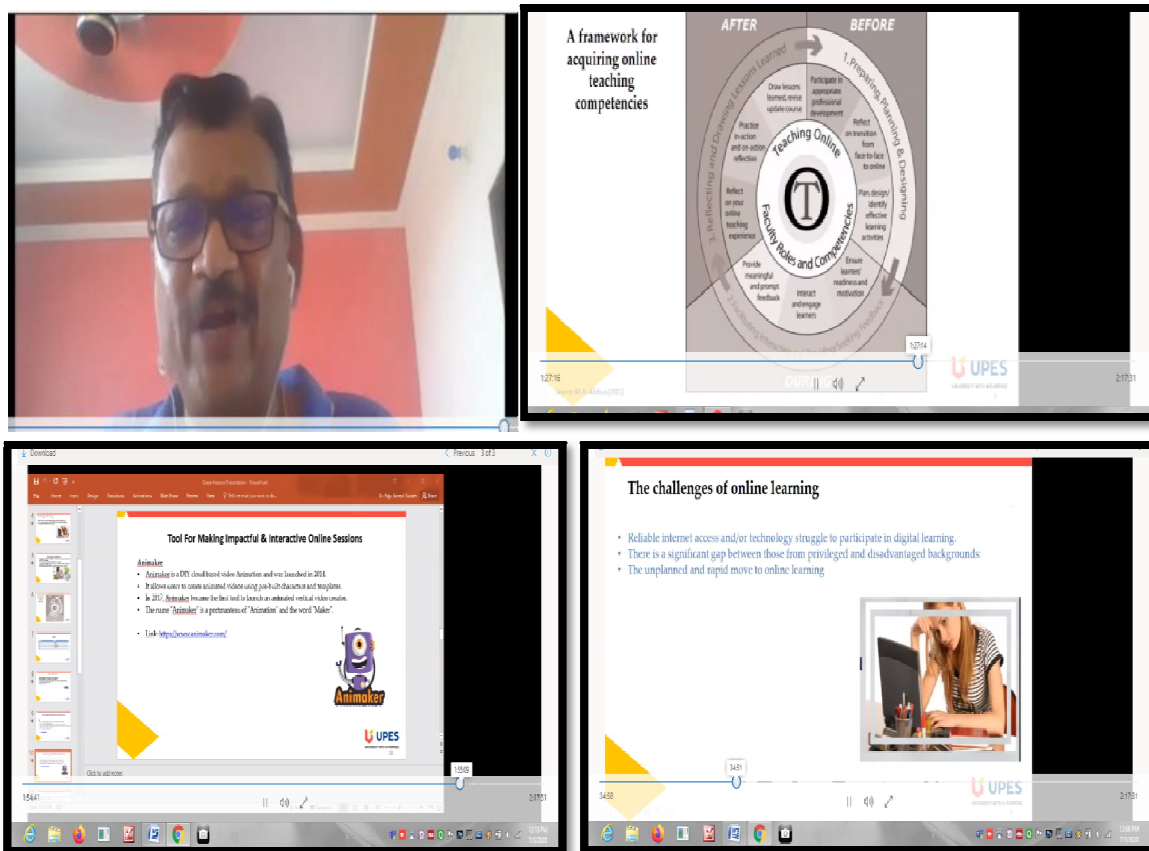 A framework for
acquiring online
teaching
competencies
AFTER
BEFORE
1. Preparing, Planning, & Designing
3. Reflecting and Drawing Lessons Learned
Draw lessons
learned, revise
update course
Participate in
appropriate
professional
development
Practice
in-action
and on-action
reflection
Reflect
on transition
from
face-to-face
to online
Teaching Online
T
Faculty Roles and Competencies
Reflect
on your
online
teaching
experience
Plan, design/
identify
effective
learning
activities
Provide
meaningful
and prompt
feedback
Interact
and engage
learners
Ensure
learners'
readiness and
motivation
1:27:14
1:27:16
2:17:31
UPES
Download
Previous 3 of 3
Tool For Making Impactful & Interactive Online Sessions
Animaker
• Animaker is a DIY cloud based video Animation and was launched in 2014.
• It allows users to create animated videos using pre-built characters and templates.
• In 2017, Animaker became the first tool to launch an animated vertical video creator.
• The name "Animaker" is a portmanteau of "Animation" and the word "Maker".
• Link: https://www.animaker.com/
Animaker
UPES
Click to add notes
1:55:09
1:54:41
2:17:31
12:13 PM
The challenges of online learning
• Reliable internet access and/or technology struggle to participate in digital learning.
• There is a significant gap between those from privileged and disadvantaged backgrounds:
• The unplanned and rapid move to online learning
34:51
34:58
2:17:31
UPES